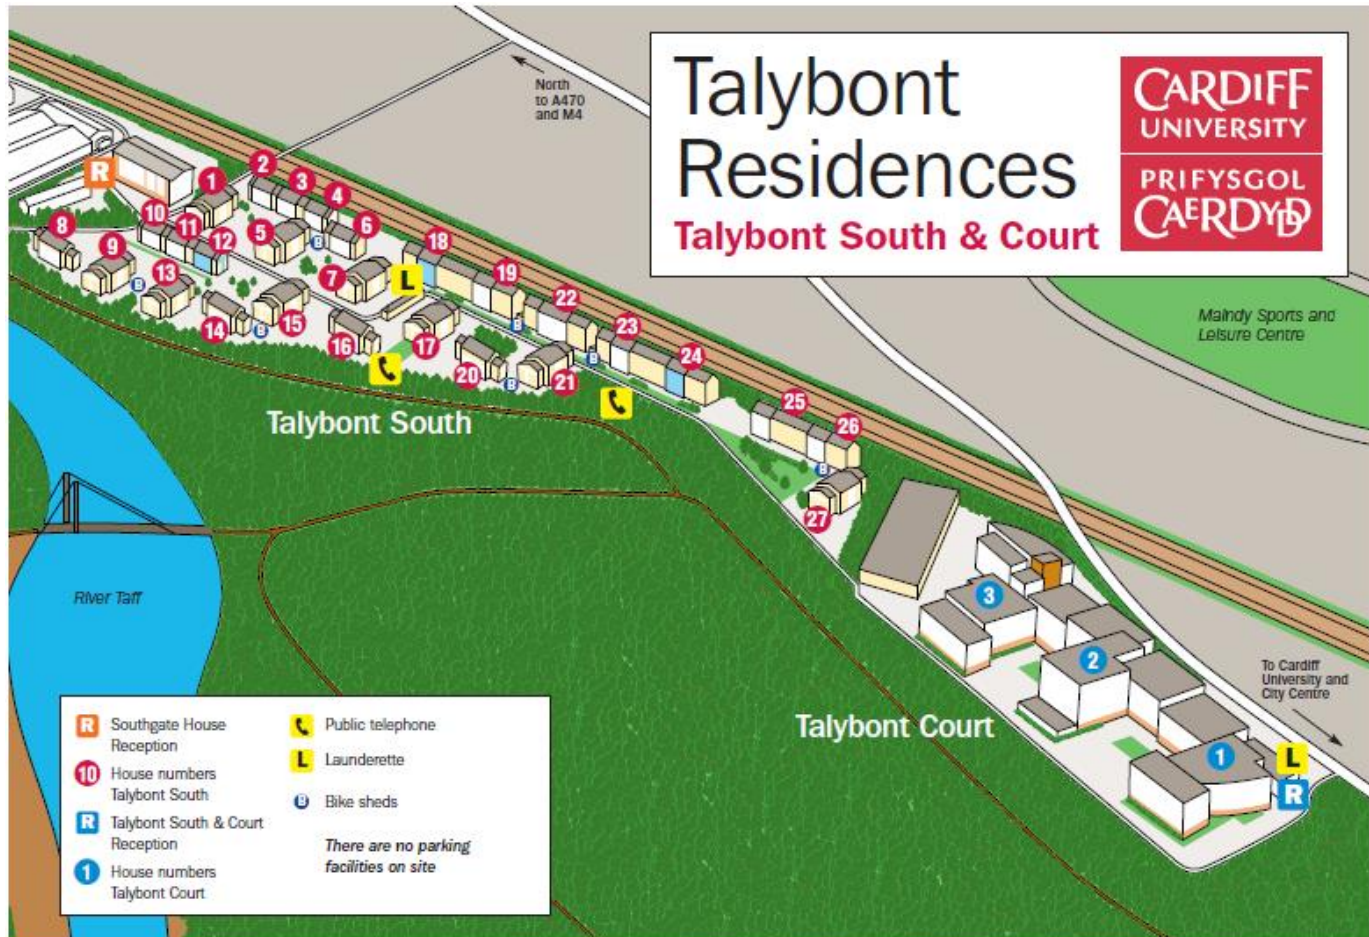 Talybont
Residences
Talybont South & Court
CARDIFF
UNIVERSITY
PRIFYSGOL
CAERDYDD
North
to A470
and M4
Maindy Sports and
Leisure Centre
R
1
2
3
4
5
6
7
8
9
10
11
12
13
14
15
16
17
18
19
20
21
22
23
24
25
26
27
L
B
B
B
B
B
B
B
Talybont South
River Taff
3
2
1
Talybont Court
To Cardiff
University and
City Centre
L
R
R Southgate House
Reception
10 House numbers
Talybont South
R Talybont South & Court
Reception
1 House numbers
Talybont Court
Public telephone
L Launderette
B Bike sheds
There are no parking
facilities on site